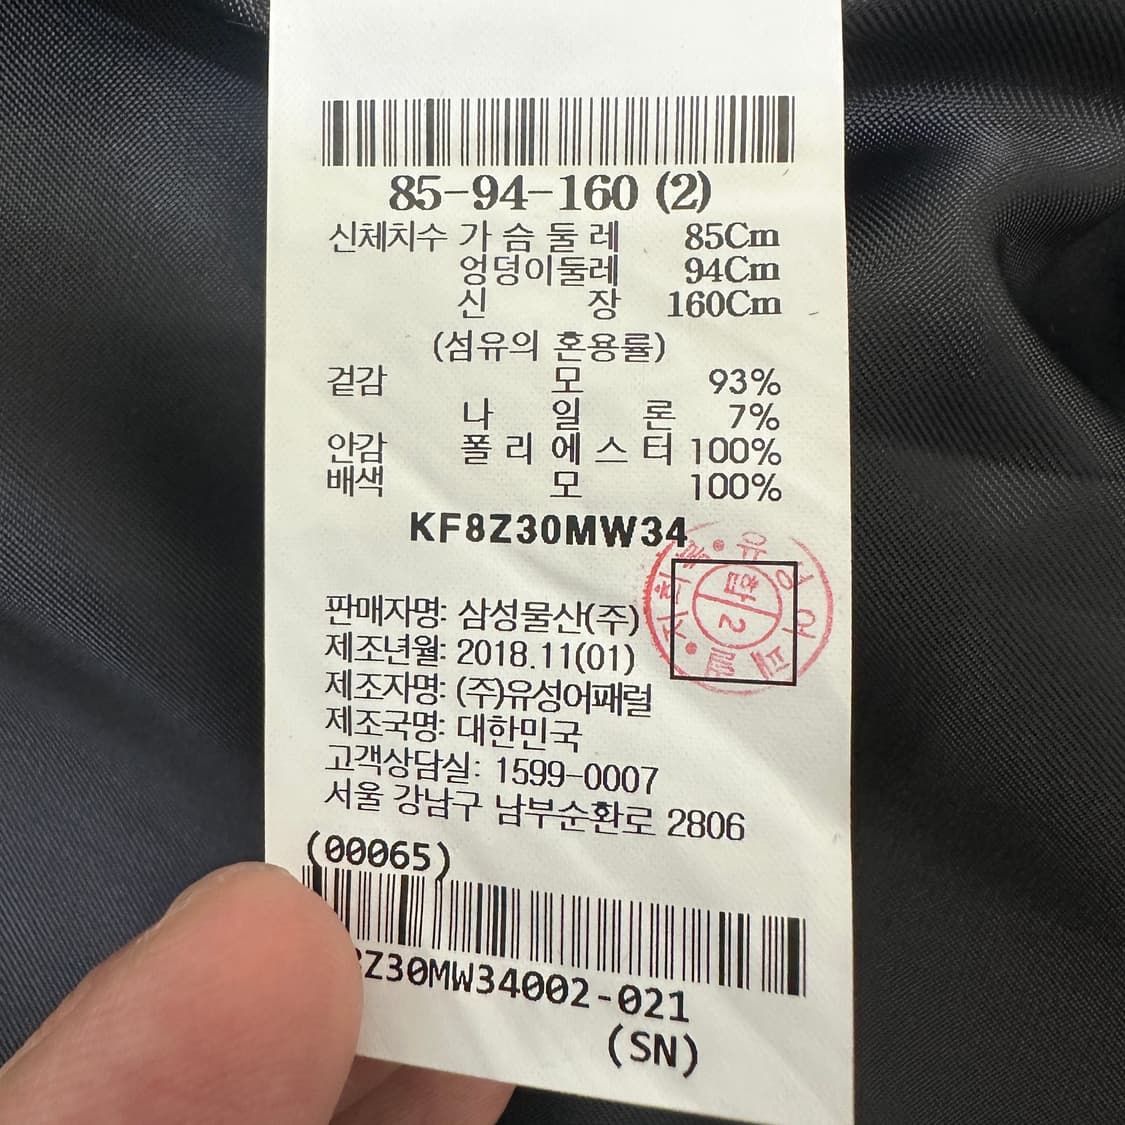 85-94-160 (2)
신체치수 가슴둘레 85Cm
엉덩이둘레 94Cm
신장 160Cm
(섬유의 혼용률)
겉감 모 93%
나일론 7%
안감 폴리에스터 100%
배색 모 100%
KF8Z30MW34
판매자명: 삼성물산(주)
제조년월: 2018.11(01)
제조자명: (주)유성어패럴
제조국명: 대한민국
고객상담실: 1599-0007
서울 강남구 남부순환로 2806
(00065)
Z30MW34002-021
(SN)